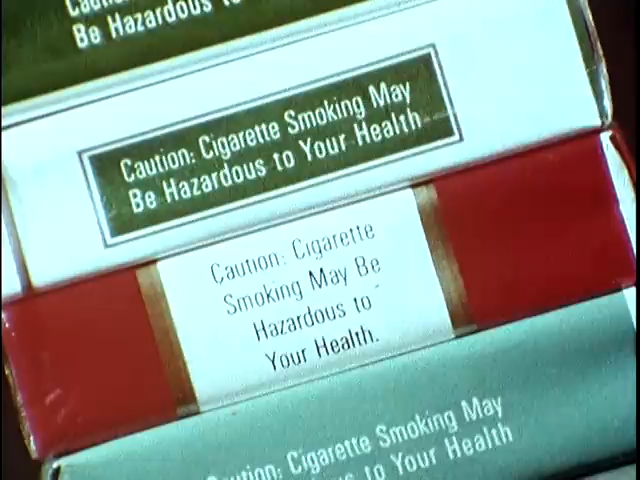 Be Hazardous to
Caution: Cigarette Smoking May
Be Hazardous to Your Health
Caution: Cigarette
Smoking May Be
Hazardous to
Your Health.
Cigarette Smoking May
to Your Health